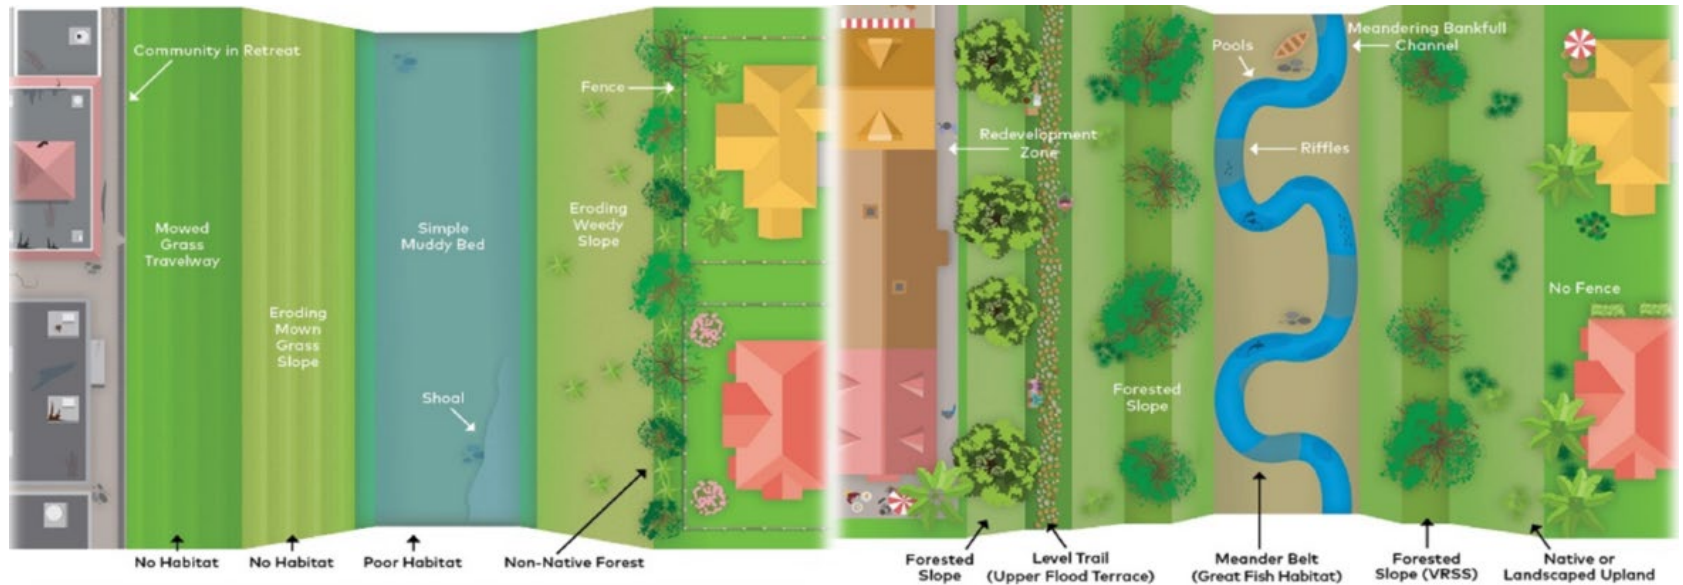 Community in Retreat
Fence
Mowed
Grass
Travelway
Simple
Muddy Bed
Eroding
Weedy
Slope
Eroding
Mown
Grass
Slope
Shoal
No Habitat
No Habitat
Poor Habitat
Non-Native Forest
Meandering Bankfull
Channel
Pools
Redevelopment
Zone
Riffles
No Fence
Forested
Slope
Forested
Slope
Level Trail
(Upper Flood Terrace)
Meander Belt
(Great Fish Habitat)
Forested
Slope (VRSS)
Native or
Landscaped Upland